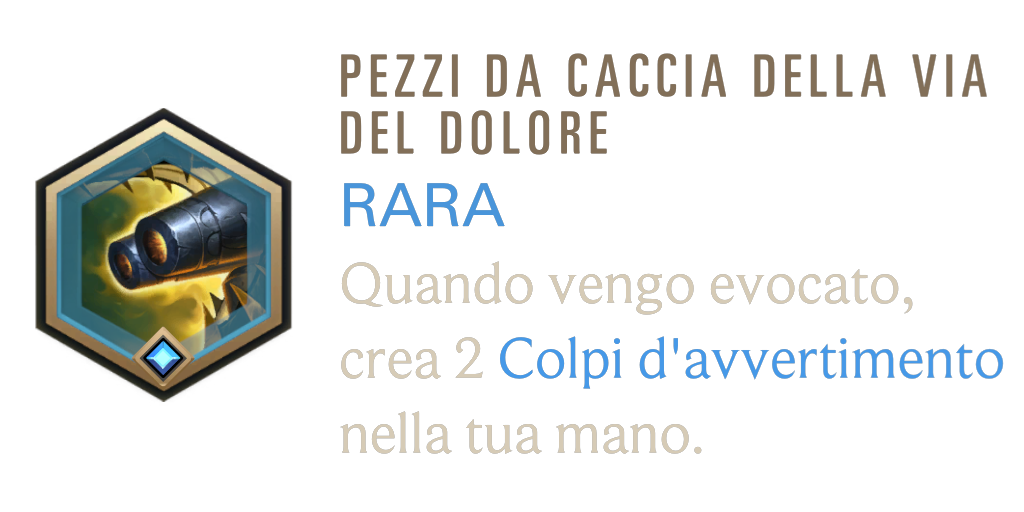 PEZZI DA CACCIA DELLA VIA
DEL DOLORE
RARA
Quando vengo evocato,
crea 2 Colpi d'avvertimento
nella tua mano.